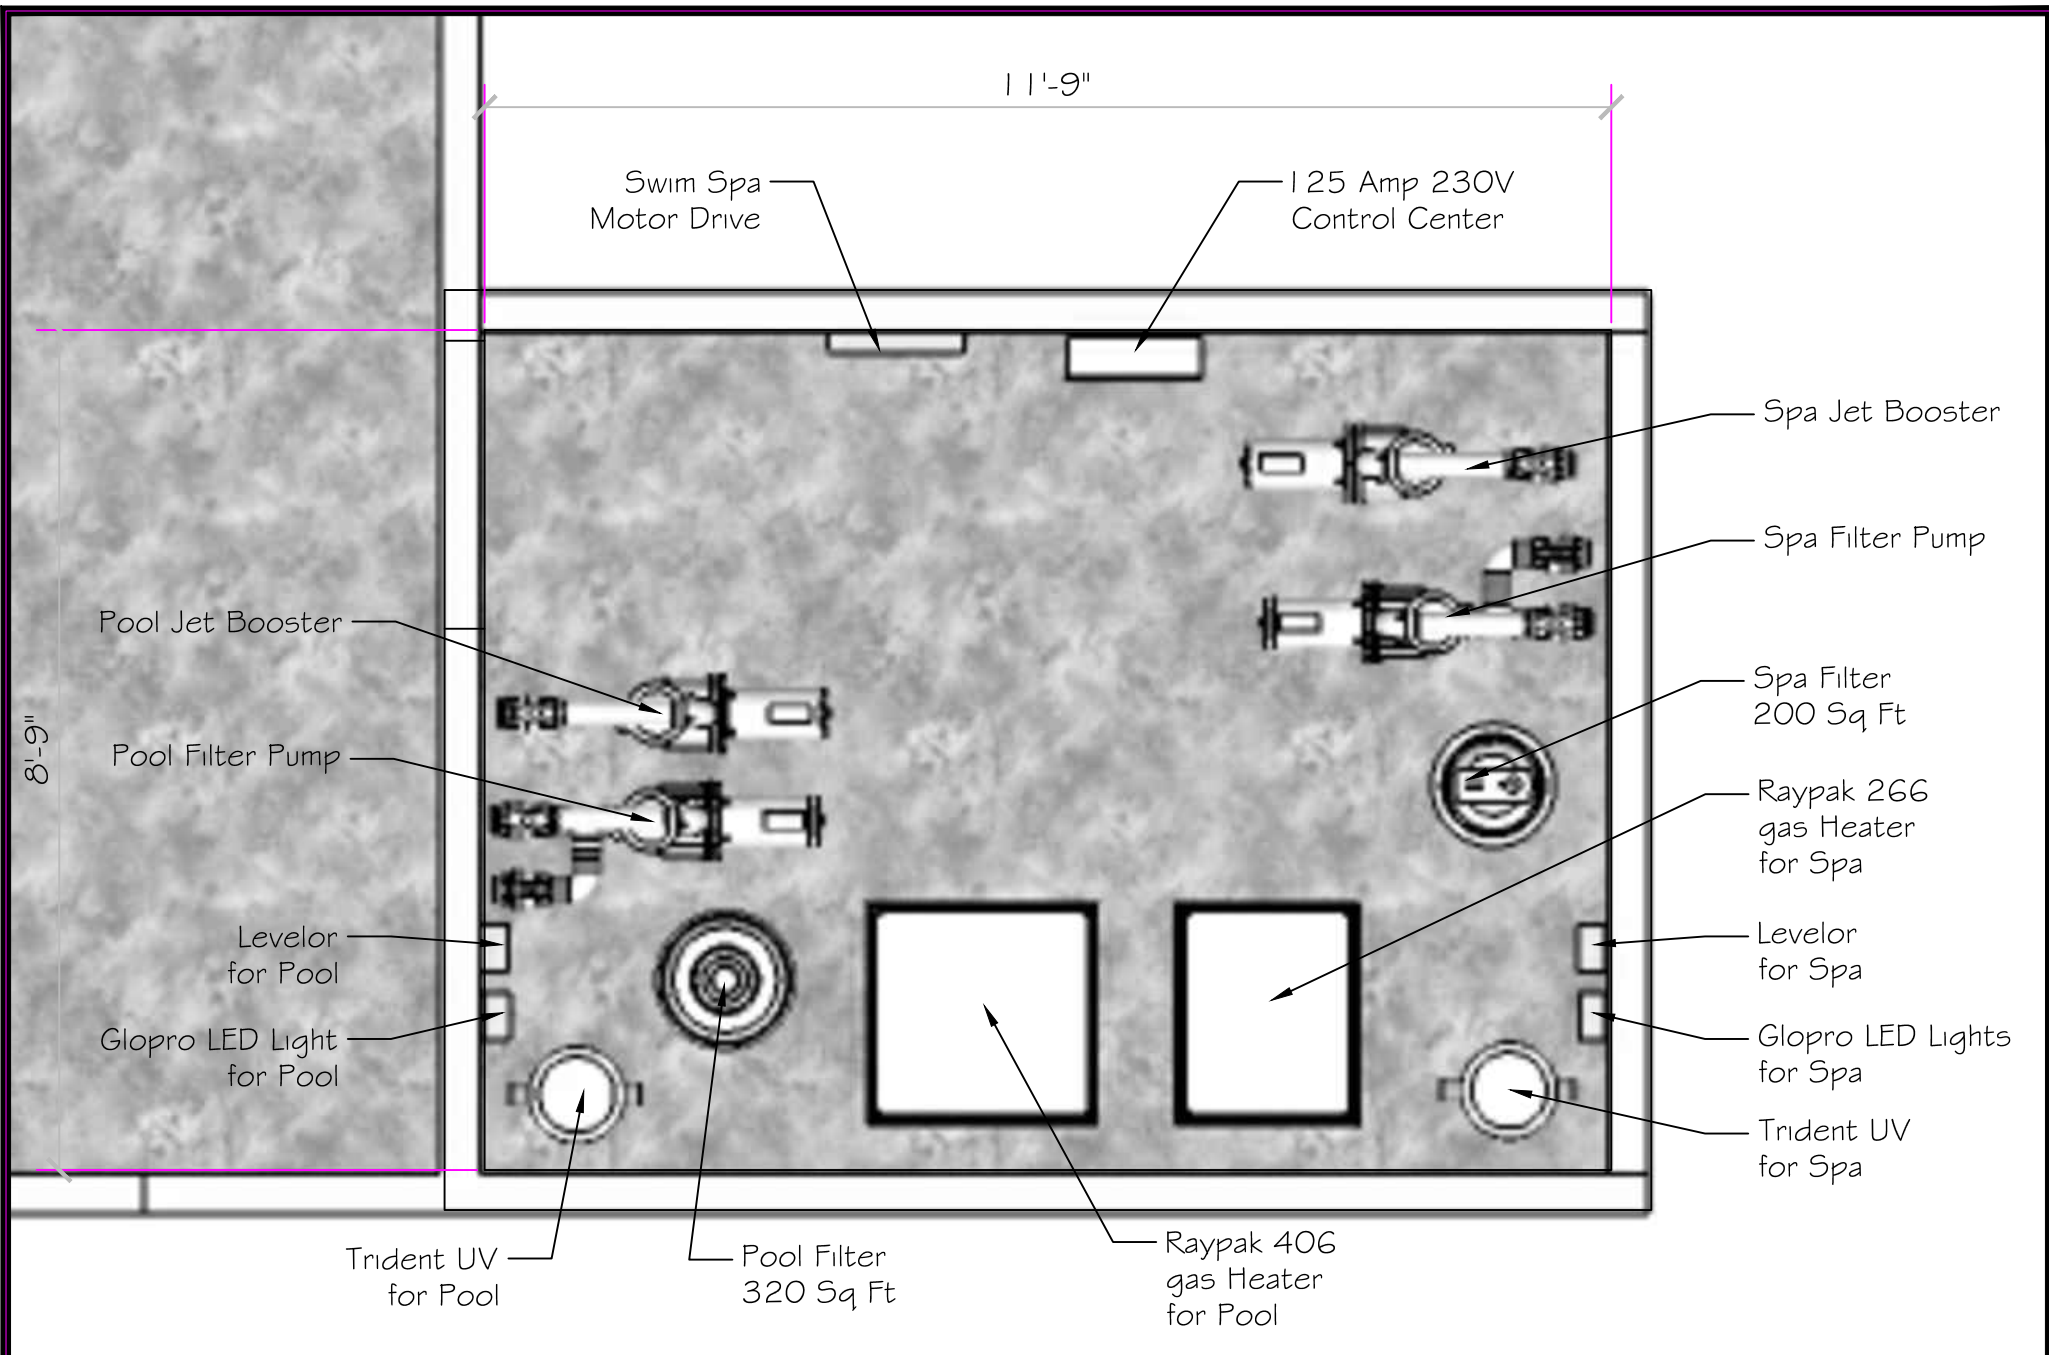 11'-9"
Swim Spa
Motor Drive
125 Amp 230V
Control Center
Spa Jet Booster
Spa Filter Pump
Pool Jet Booster
Spa Filter
200 Sq Ft
8'-9"
Pool Filter Pump
Raypak 266
gas Heater
for Spa
Levelor
for Pool
Levelor
for Spa
Glopro LED Light
for Pool
Glopro LED Lights
for Spa
Trident UV
for Spa
Trident UV
for Pool
Pool Filter
320 Sq Ft
Raypak 406
gas Heater
for Pool